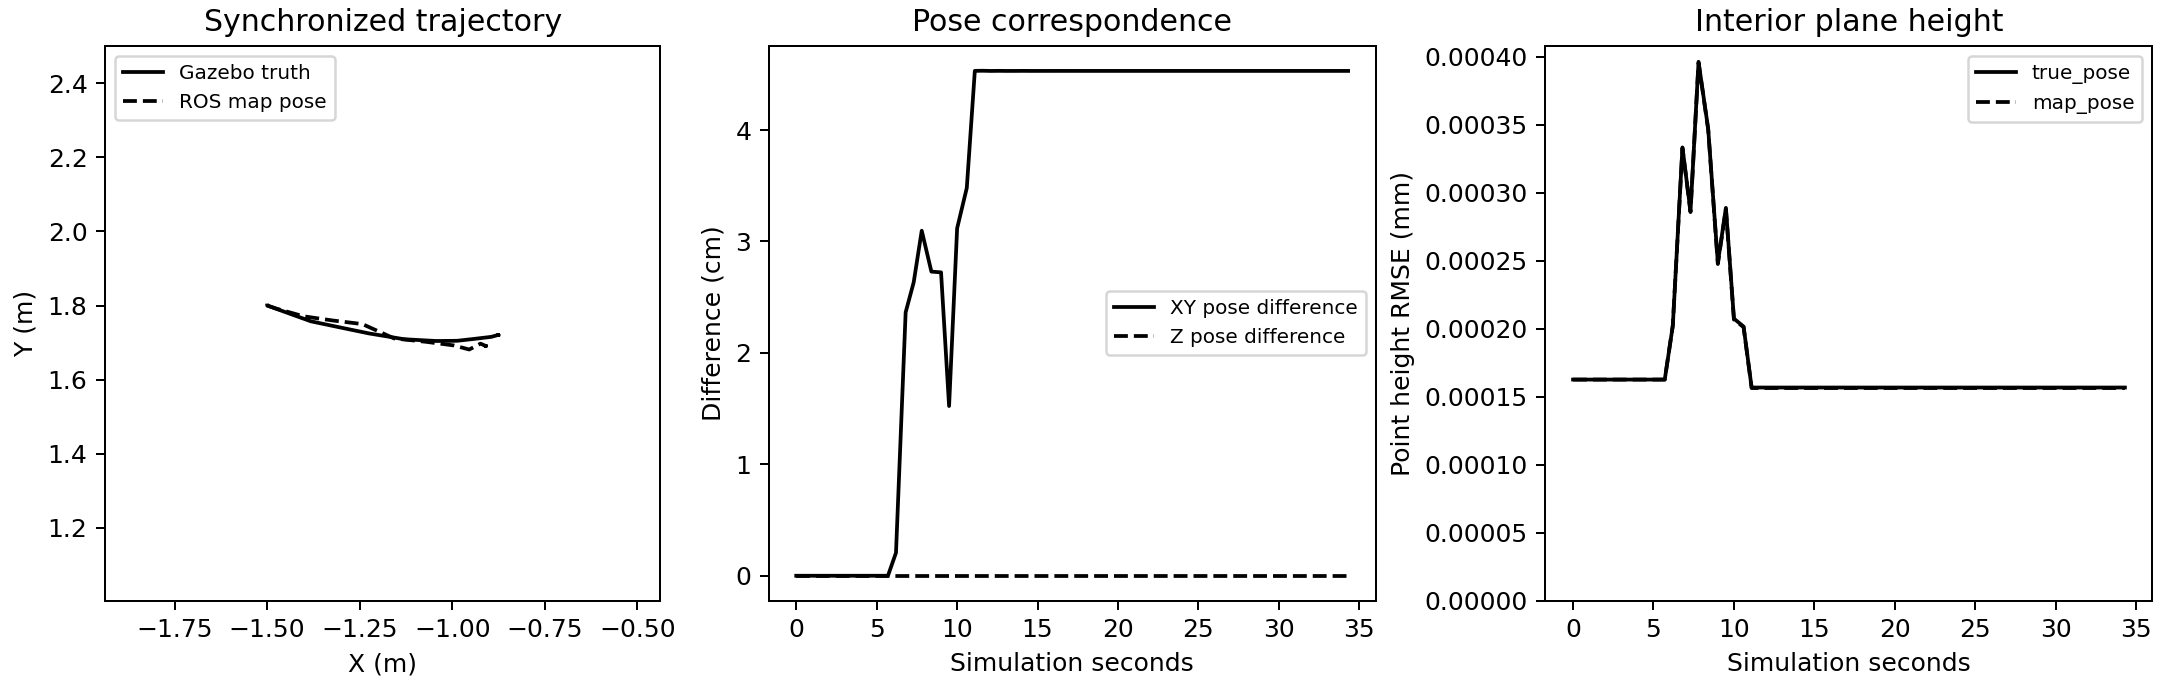 Synchronized trajectory
Gazebo truth
ROS map pose
2.4
2.2
2.0
1.8
1.6
1.4
1.2
Y (m)
−1.75 −1.50 −1.25 −1.00 −0.75 −0.50
X (m)
Pose correspondence
4
3
2
1
0
Difference (cm)
XY pose difference
Z pose difference
0 5 10 15 20 25 30 35
Simulation seconds
Interior plane height
true_pose
map_pose
0.00040
0.00035
0.00030
0.00025
0.00020
0.00015
0.00010
0.00005
0.00000
Point height RMSE (mm)
0 5 10 15 20 25 30 35
Simulation seconds